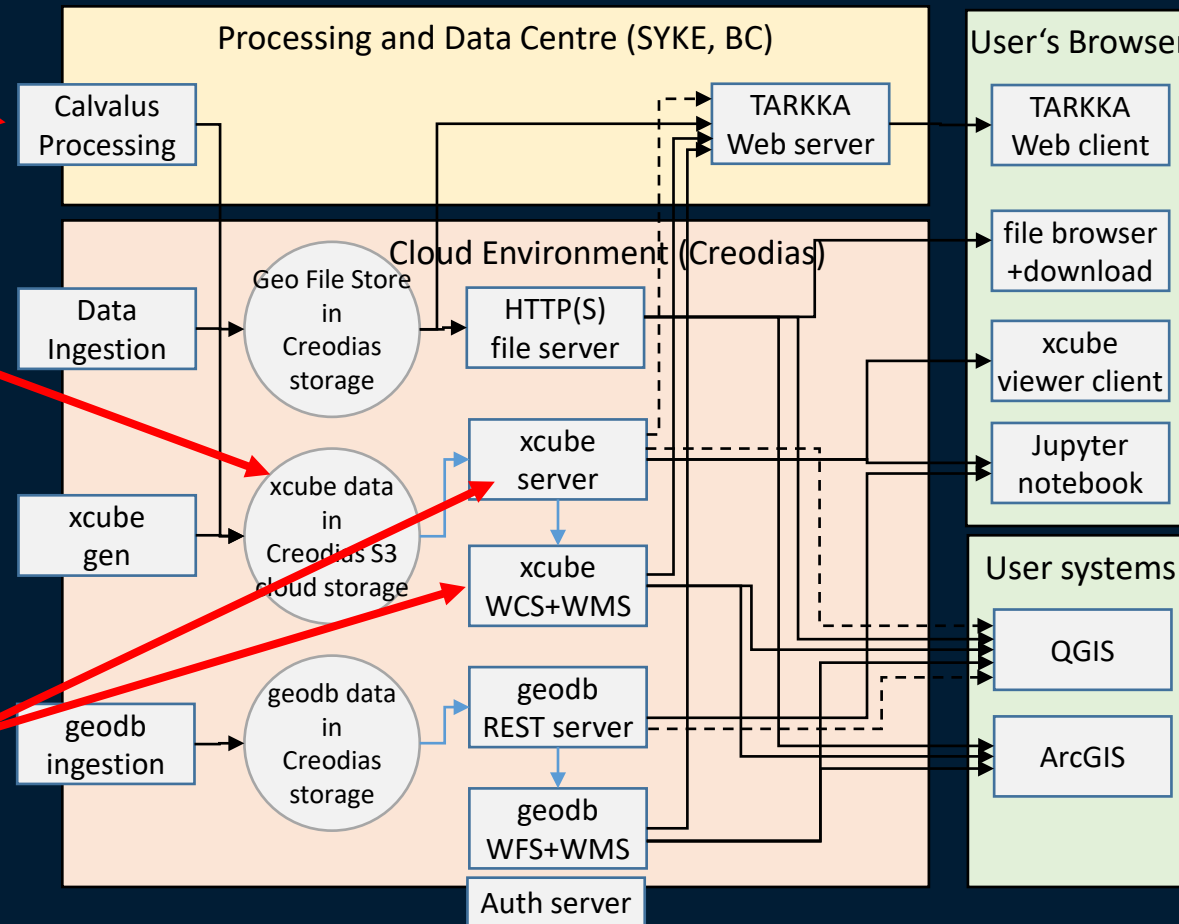 Processing and Data Centre (SYKE, BC)
User‘s Browser
Calvalus
Processing
TARKKA
Web server
TARKKA
Web client
Cloud Environment (Creodias)
file browser
+download
Data
Ingestion
Geo File Store
in
Creodias
storage
HTTP(S)
file server
xcube
viewer client
xcube
gen
xcube data
in
Creodias S3
cloud storage
xcube
server
Jupyter
notebook
xcube
WCS+WMS
User systems
QGIS
geodb
ingestion
geodb data
in
Creodias
storage
geodb
REST server
ArcGIS
geodb
WFS+WMS
Auth server